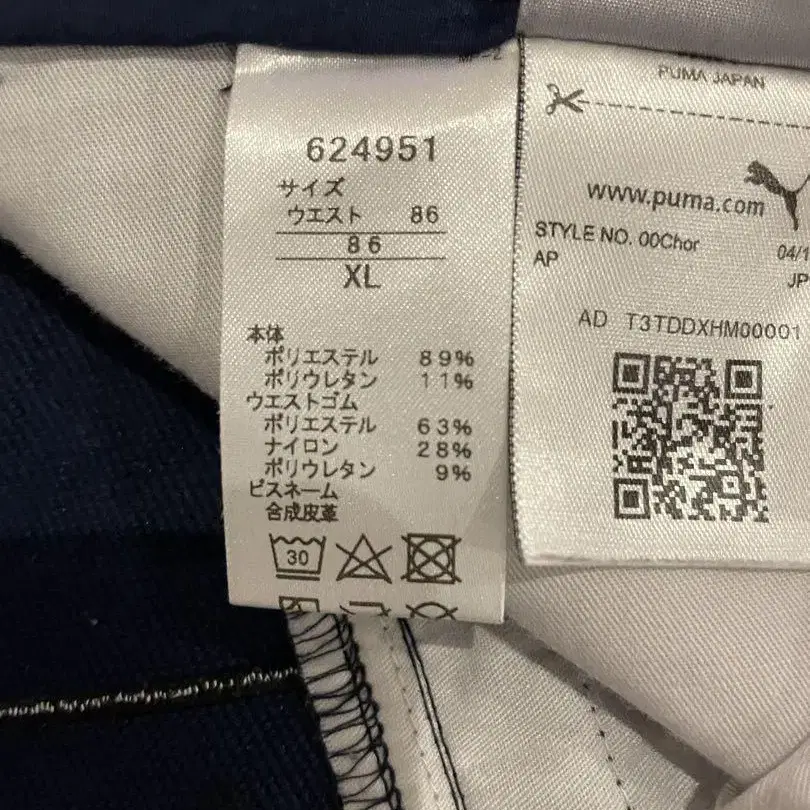 624951
サイズ
ウエスト 86
86
XL
本体
ポリエステル 89%
ポリウレタン 11%
ウエストゴム
ポリエステル 63%
ナイロン 28%
ポリウレタン 9%
ピスネーム
合成皮革
30
PUMA JAPAN
www.puma.com
STYLE NO. 00Chor 04/1
AP JP
AD T3TDDXHM00001